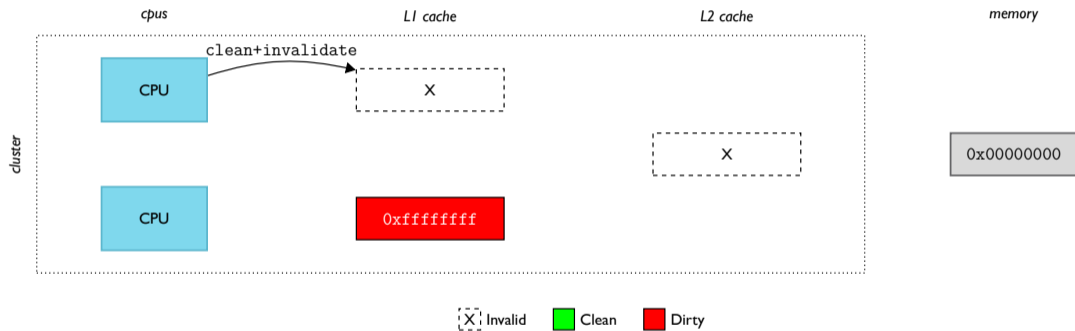 cpus L1 cache L2 cache memory
clean+invalidate
CPU X
cluster X 0x00000000
CPU 0xffffffff
X Invalid Clean Dirty